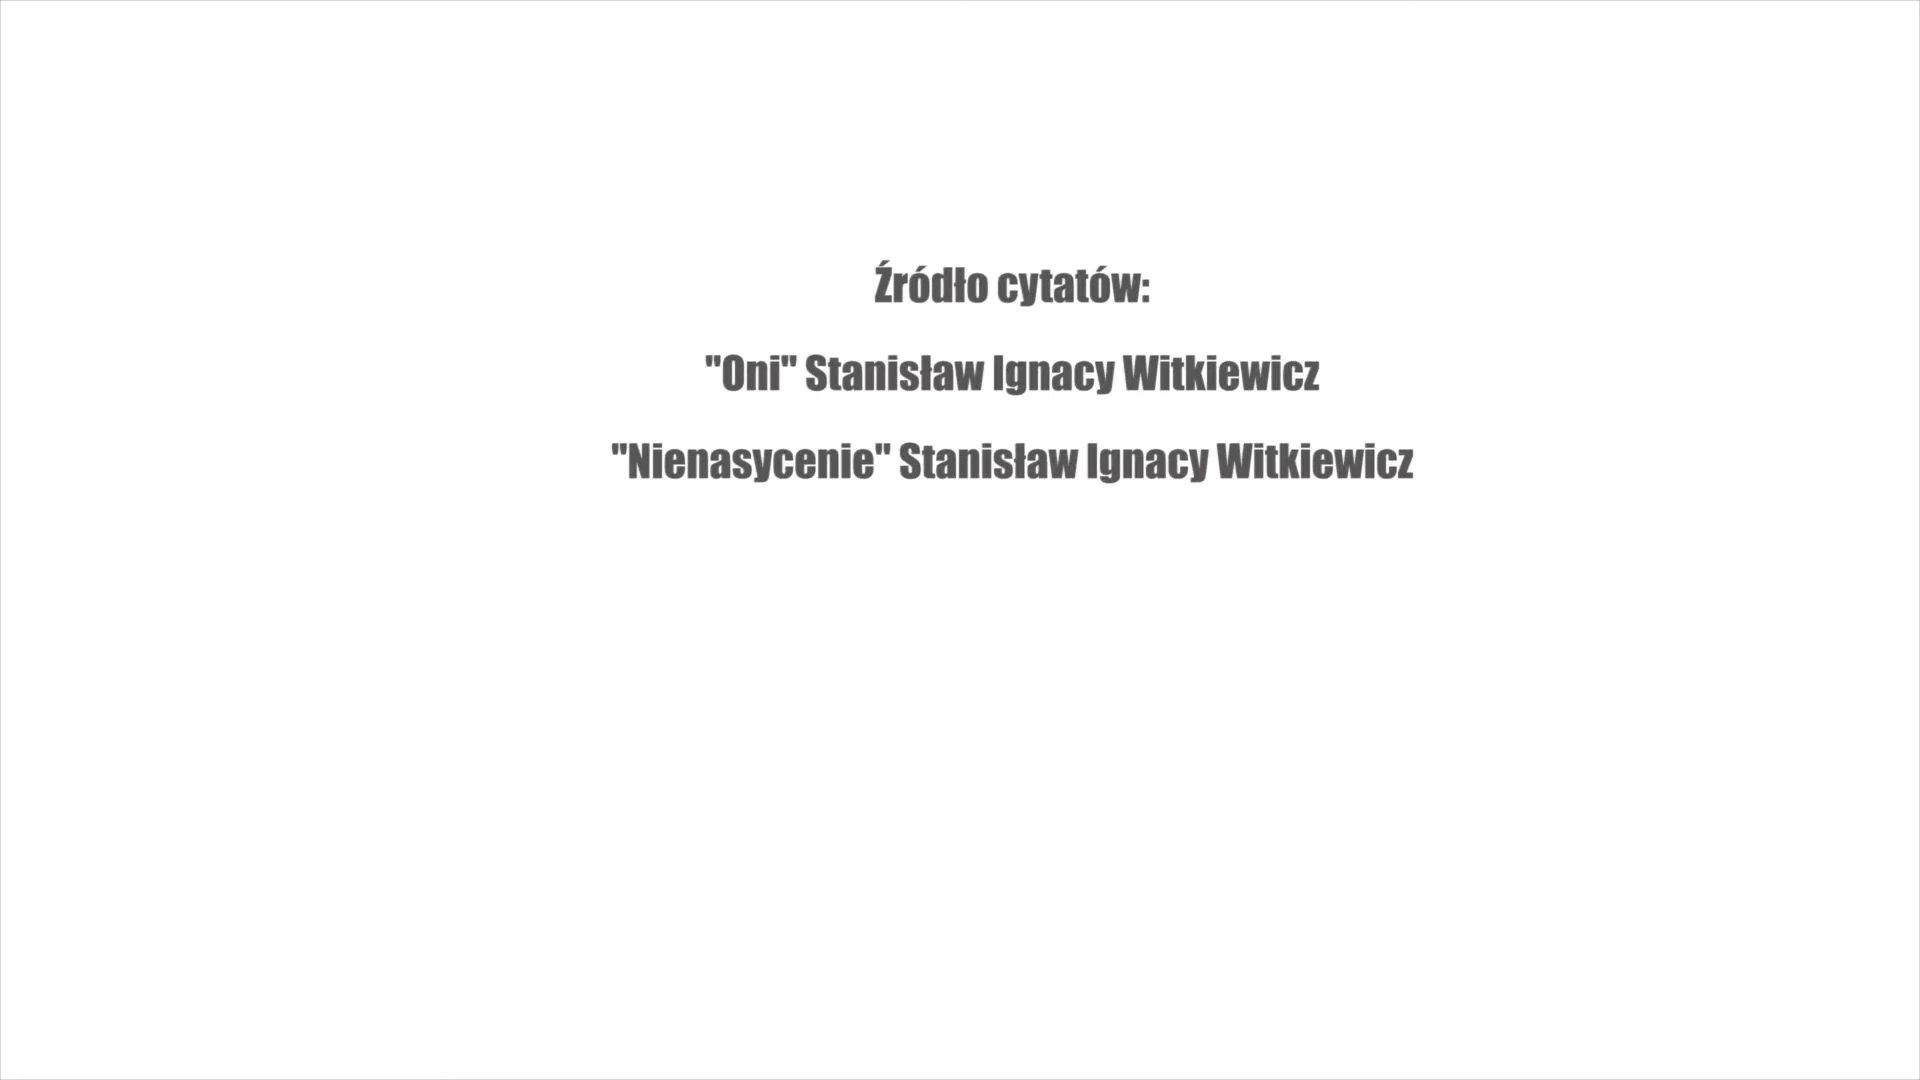 Źródło cytatów:
"Oni" Stanisław Ignacy Witkiewicz
"Nienasycenie" Stanisław Ignacy Witkiewicz